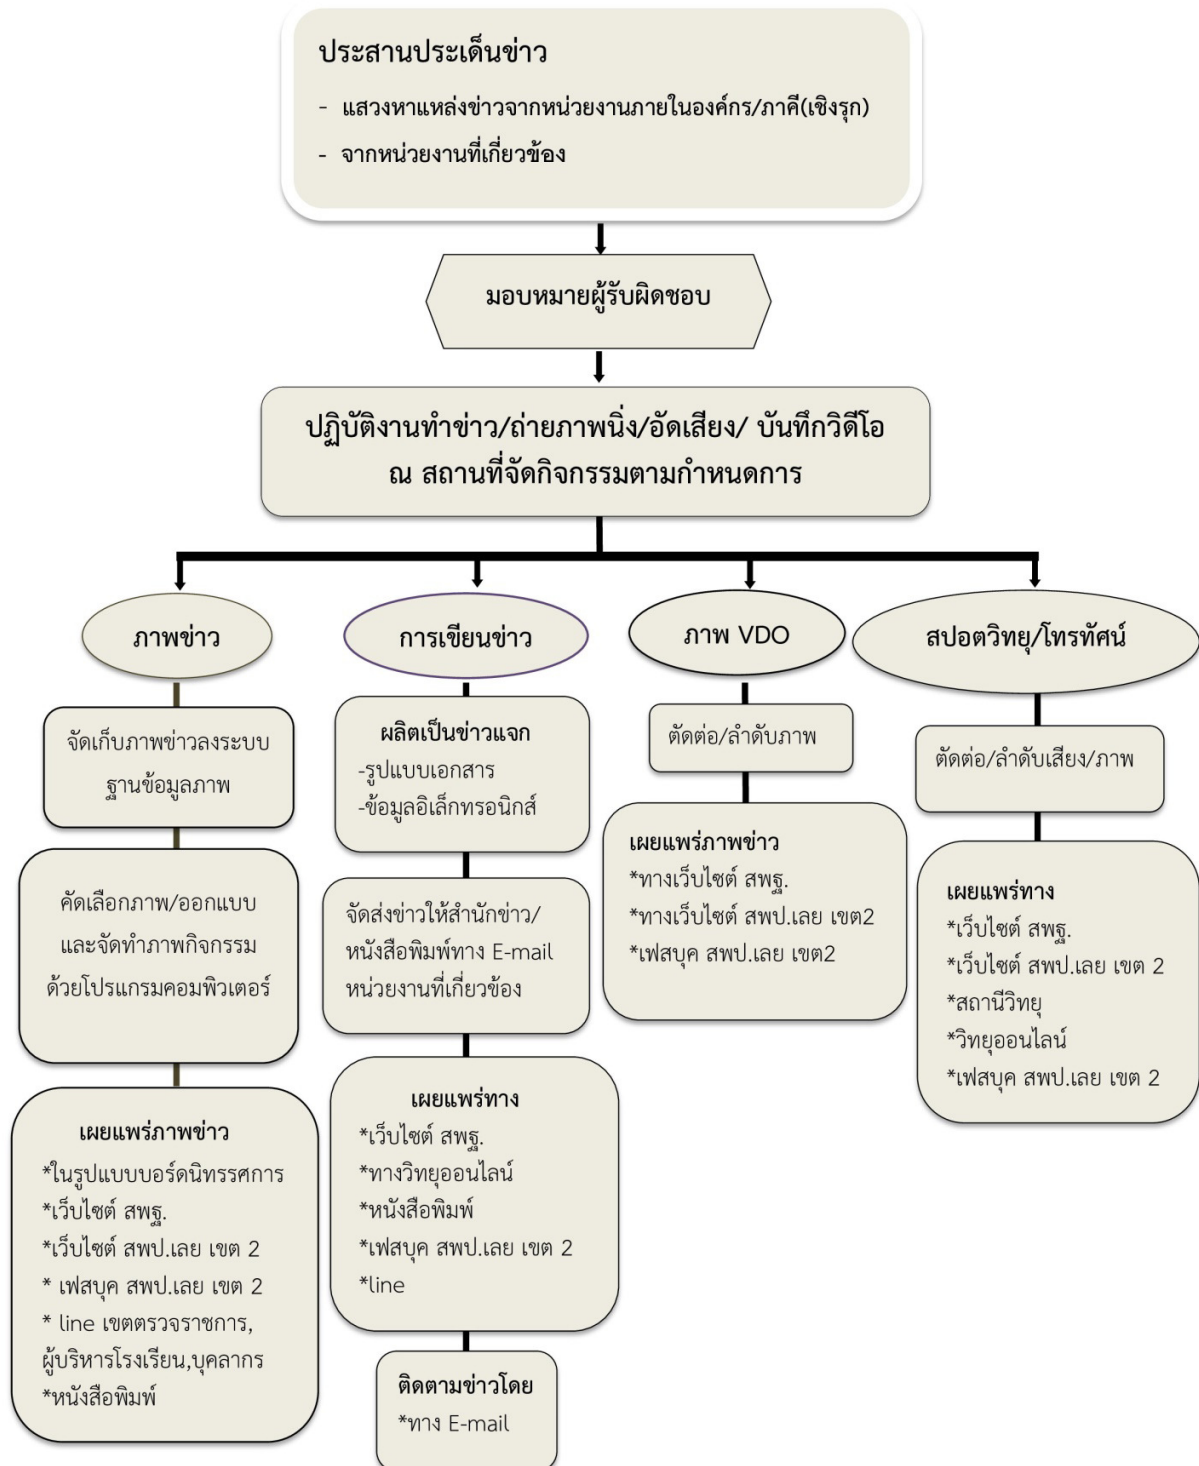 ประสานประเด็นข่าว
- แสวงหาแหล่งข่าวจากหน่วยงานภายในองค์กร/ภาคี(เชิงรุก)
- จากหน่วยงานที่เกี่ยวข้อง
มอบหมายผู้รับผิดชอบ
ปฏิบัติงานทำข่าว/ถ่ายภาพนิ่ง/อัดเสียง/ บันทึกวิดีโอ
ณ สถานที่จัดกิจกรรมตามกำหนดการ
ภาพข่าว
จัดเก็บภาพข่าวลงระบบ
ฐานข้อมูลภาพ
คัดเลือกภาพ/ออกแบบ
และจัดทำภาพกิจกรรม
ด้วยโปรแกรมคอมพิวเตอร์
เผยแพร่ภาพข่าว
*ในรูปแบบบอร์ดนิทรรศการ
*เว็บไซต์ สพฐ.
*เว็บไซต์ สพป.เลย เขต 2
* เฟสบุค สพป.เลย เขต 2
* line เขตตรวจราชการ,
ผู้บริหารโรงเรียน,บุคลากร
*หนังสือพิมพ์
การเขียนข่าว
ผลิตเป็นข่าวแจก
-รูปแบบเอกสาร
-ข้อมูลอิเล็กทรอนิกส์
จัดส่งข่าวให้สำนักข่าว/
หนังสือพิมพ์ทาง E-mail
หน่วยงานที่เกี่ยวข้อง
เผยแพร่ทาง
*เว็บไซต์ สพฐ.
*ทางวิทยุออนไลน์
*หนังสือพิมพ์
*เฟสบุค สพป.เลย เขต 2
*line
ติดตามข่าวโดย
*ทาง E-mail
ภาพ VDO
ตัดต่อ/ลำดับภาพ
เผยแพร่ภาพข่าว
*ทางเว็บไซต์ สพฐ.
*ทางเว็บไซต์ สพป.เลย เขต2
*เฟสบุค สพป.เลย เขต2
สปอตวิทยุ/โทรทัศน์
ตัดต่อ/ลำดับเสียง/ภาพ
เผยแพร่ทาง
*เว็บไซต์ สพฐ.
*เว็บไซต์ สพป.เลย เขต 2
*สถานีวิทยุ
*วิทยุออนไลน์
*เฟสบุค สพป.เลย เขต 2